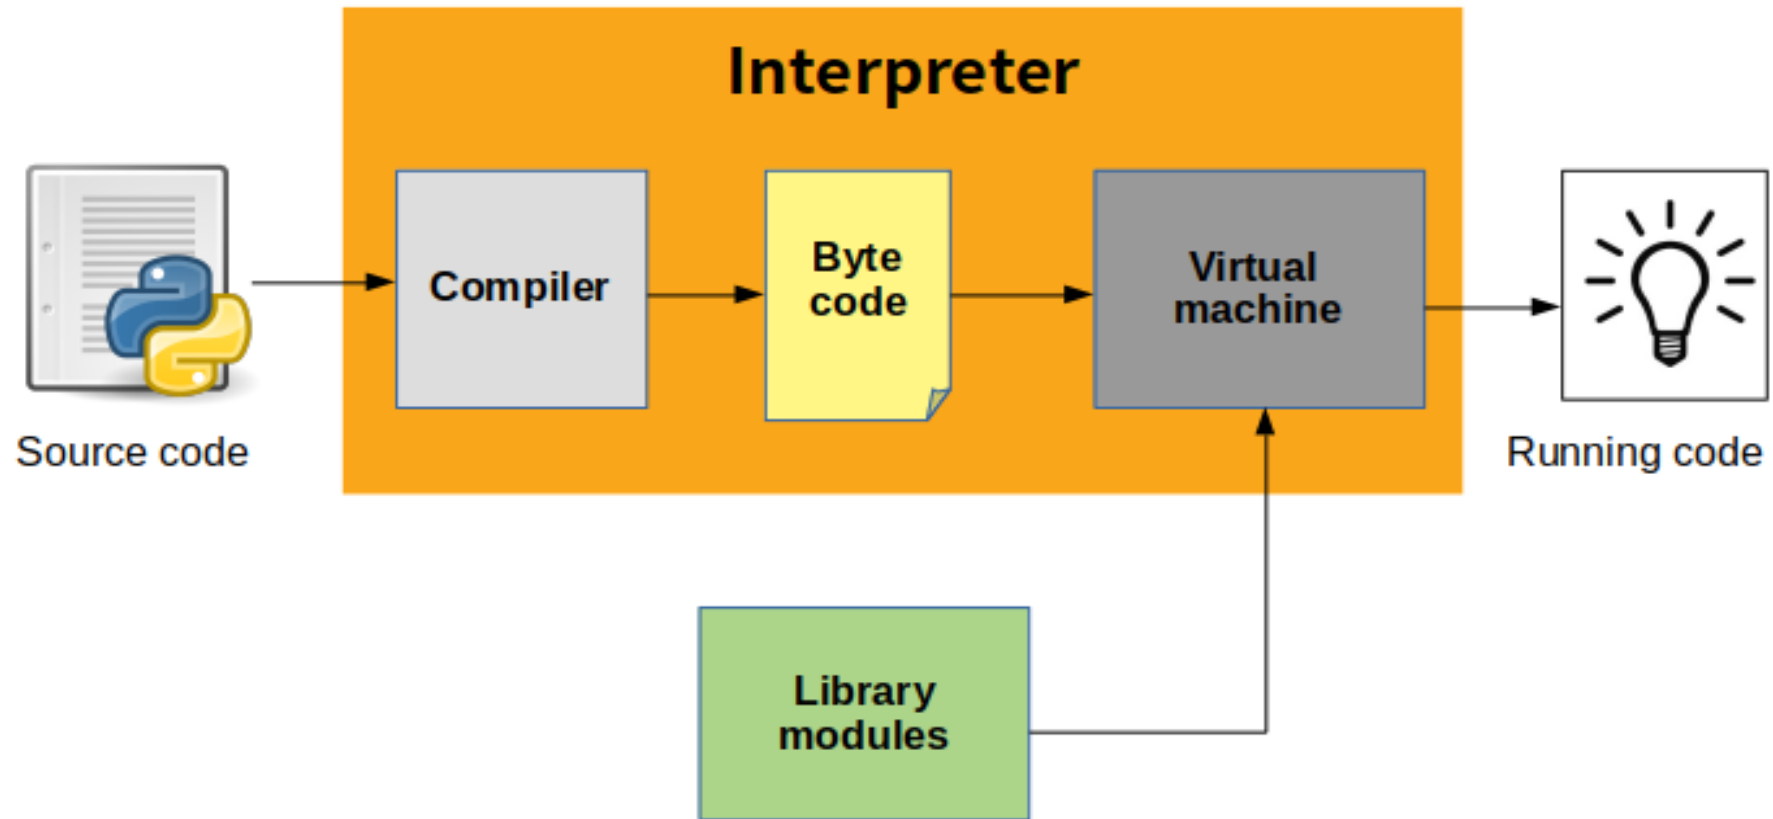 Interpreter
Source code
Compiler
Byte
code
Virtual
machine
Running code
Library
modules